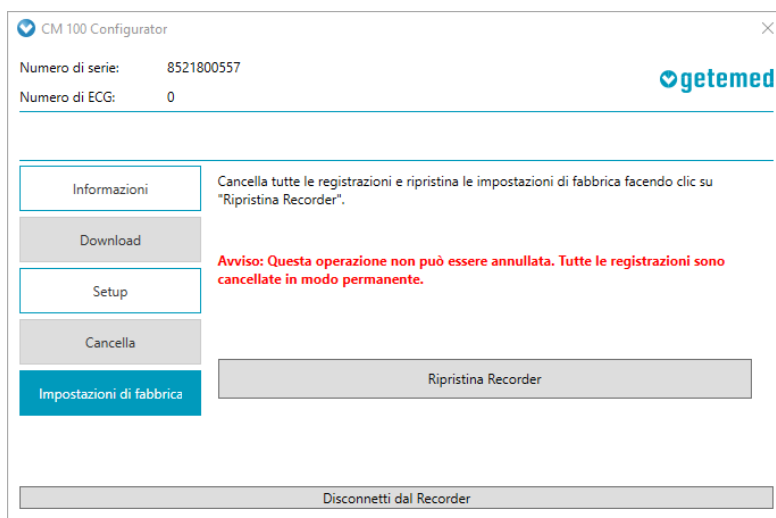 CM 100 Configurator
Numero di serie: 8521800557
Numero di ECG: 0
getemed
Informazioni
Download
Setup
Cancella
Impostazioni di fabbrica
Cancella tutte le registrazioni e ripristina le impostazioni di fabbrica facendo clic su
"Ripristina Recorder".
Avviso: Questa operazione non può essere annullata. Tutte le registrazioni sono
cancellate in modo permanente.
Ripristina Recorder
Disconnetti dal Recorder